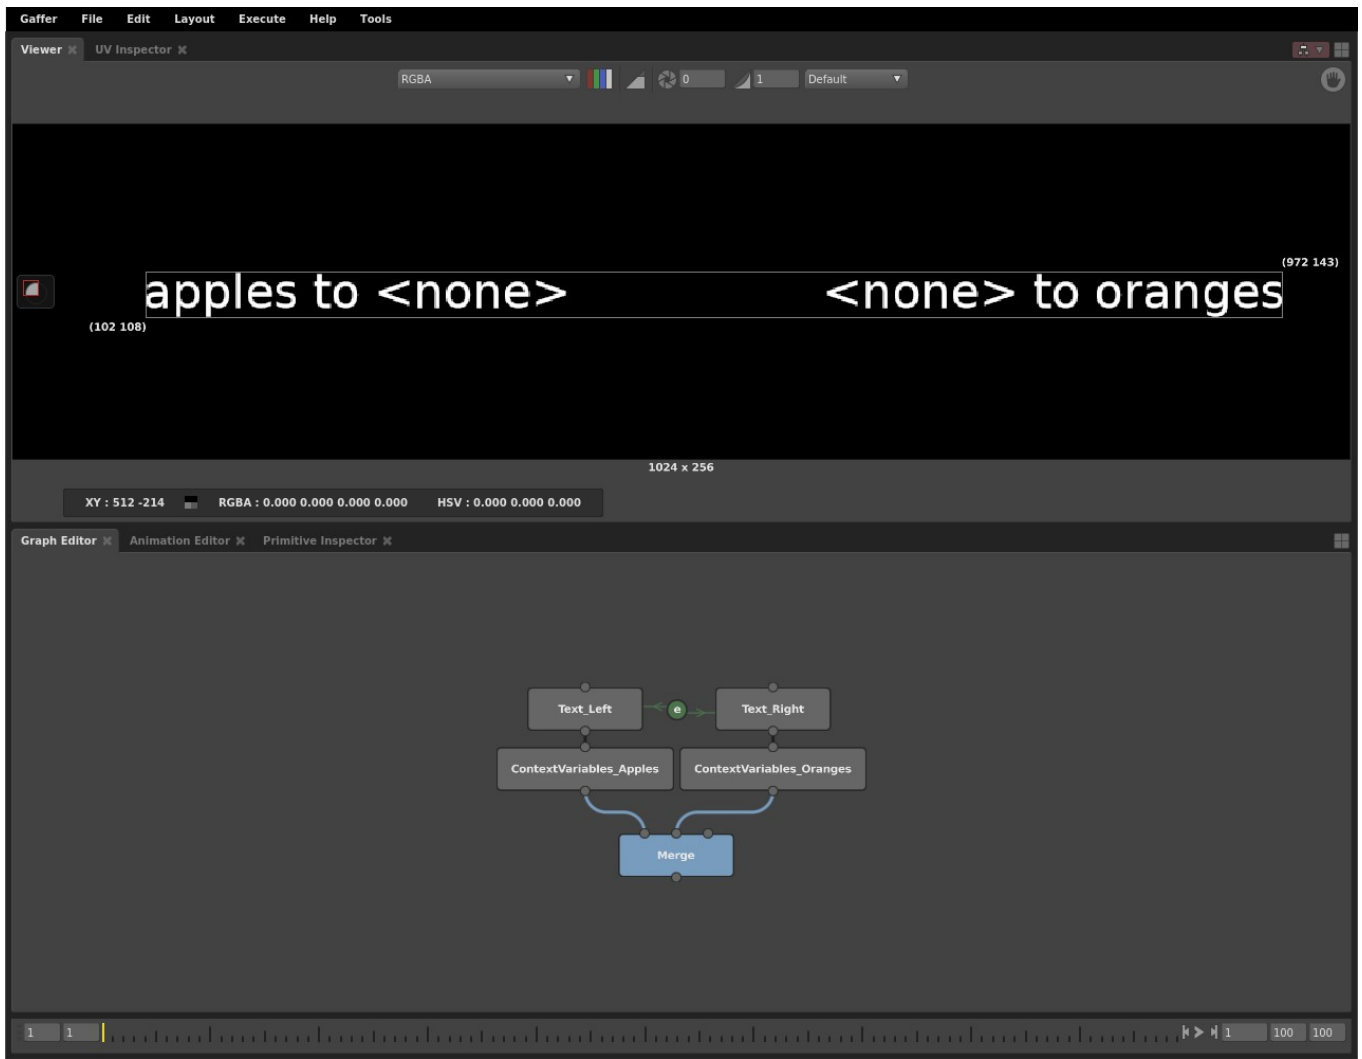 Gaffer File Edit Layout Execute Help Tools
Viewer UV Inspector
RGBA 0 1 Default
(972 143)
apples to <none> <none> to oranges
(102 108)
1024 x 256
XY : 512 -214 RGBA : 0.000 0.000 0.000 0.000 HSV : 0.000 0.000 0.000
Graph Editor Animation Editor Primitive Inspector
Text_Left e Text_Right
ContextVariables_Apples ContextVariables_Oranges
Merge
1 1 1 100 100